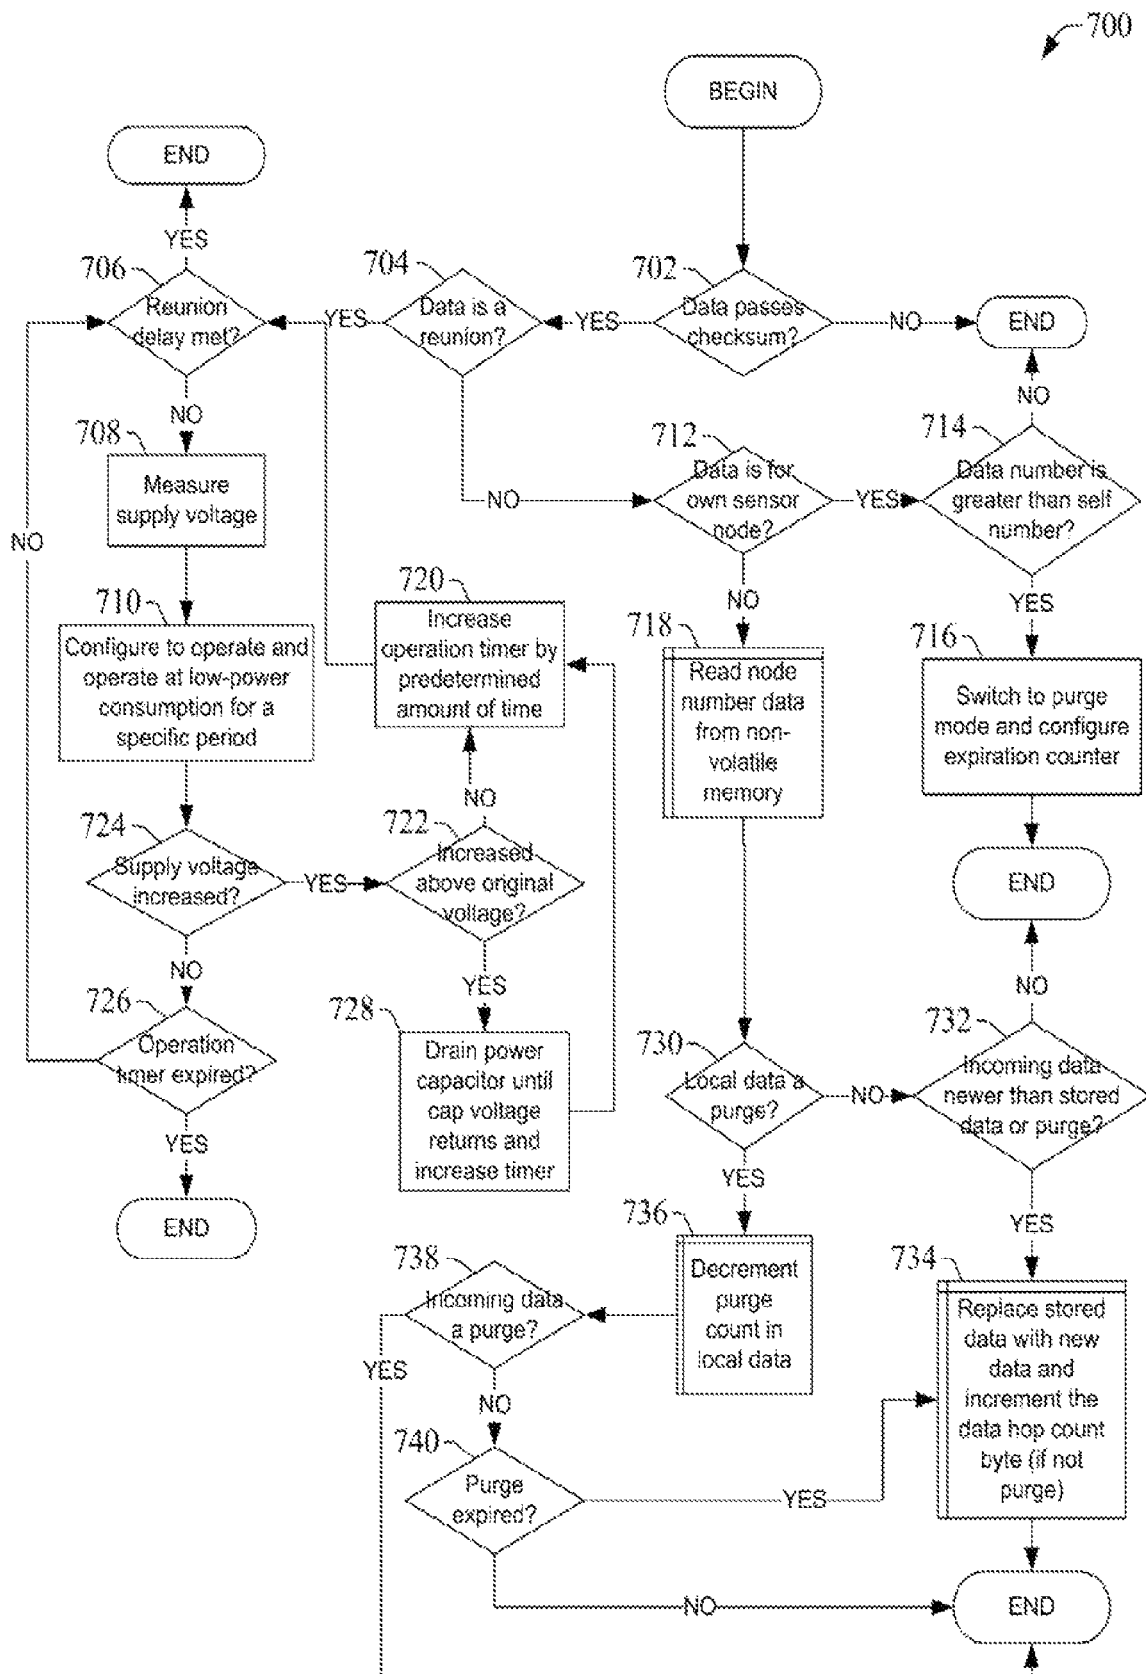 700
BEGIN
END
YES
706
Reunion
delay met?
YES
704
Data is a
reunion?
YES
702
Data passes
checksum?
NO
END
NO
708
Measure
supply voltage
NO
712
Data is for
own sensor
node?
YES
NO
714
Data number is
greater than self
number?
NO
710
Configure to operate and
operate at low-power
consumption for a
specific period
720
Increase
operation timer by
predetermined
amount of time
NO
718
Read node
number data
from non-
volatile
memory
YES
716
Switch to purge
mode and configure
expiration counter
NO
724
Supply voltage
increased?
YES
722
Increased
above original
voltage?
END
NO
726
Operation
timer expired?
YES
728
Drain power
capacitor until
cap voltage
returns and
increase timer
730
Local data a
purge?
NO
NO
732
Incoming data
newer than stored
data or purge?
YES
END
YES
736
Decrement
purge
count in
local data
YES
738
Incoming data
a purge?
YES
734
Replace stored
data with new
data and
increment the
data hop count
byte (if not
purge)
NO
740
Purge
expired?
YES
NO
END